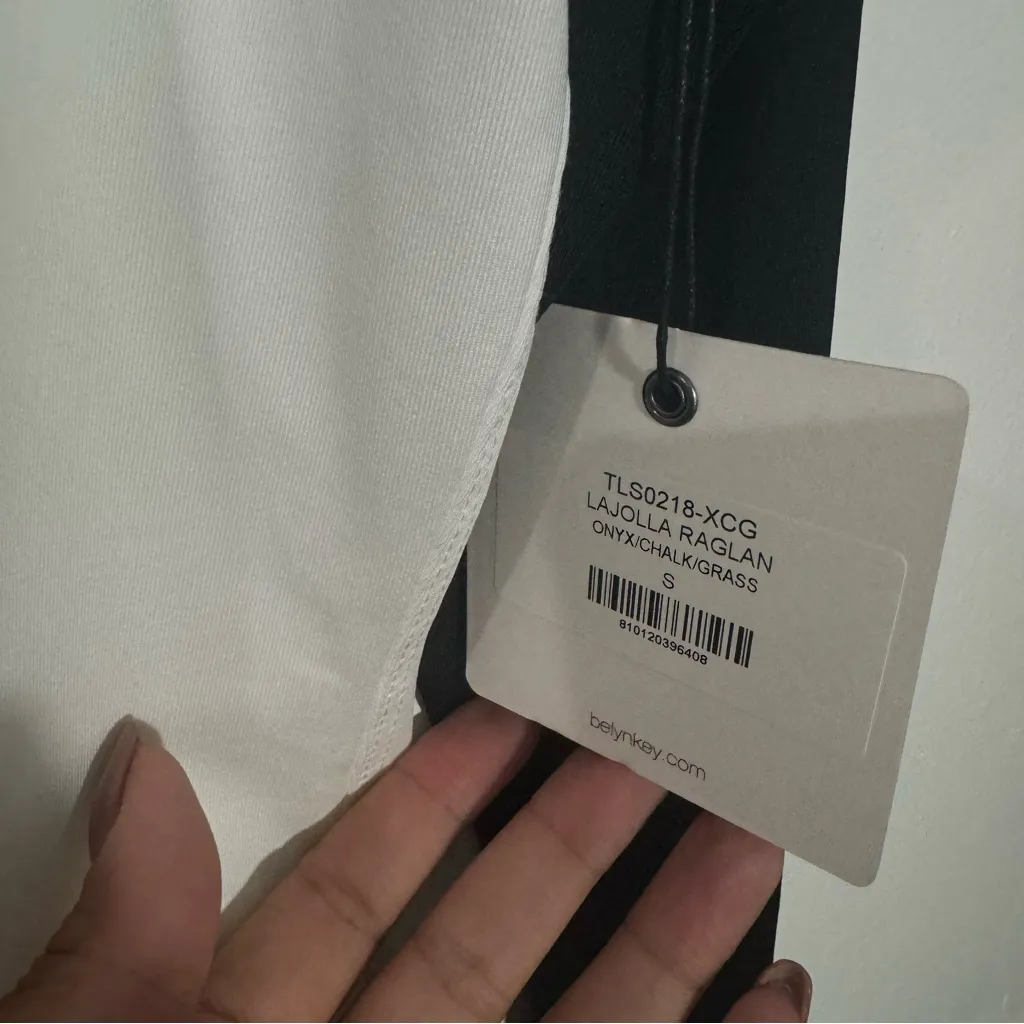 TLS0218-XCG
LAJOLLA RAGLAN
ONYX/CHALK/GRASS
S
810120396408
belynkey.com